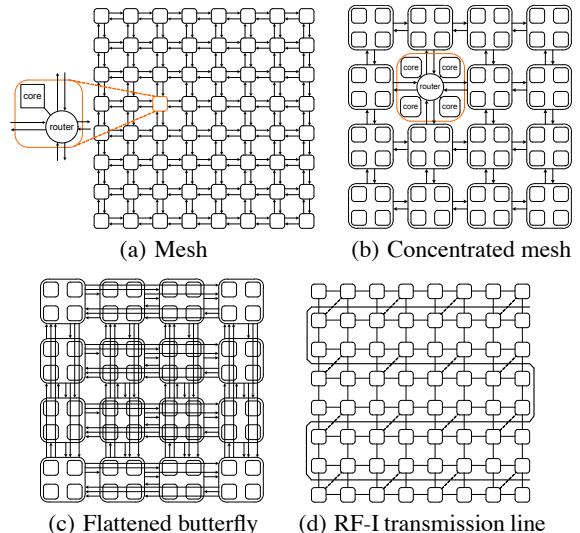 core
router
core
core
router
core
core
(a) Mesh
(b) Concentrated mesh
(c) Flattened butterfly
(d) RF-I transmission line